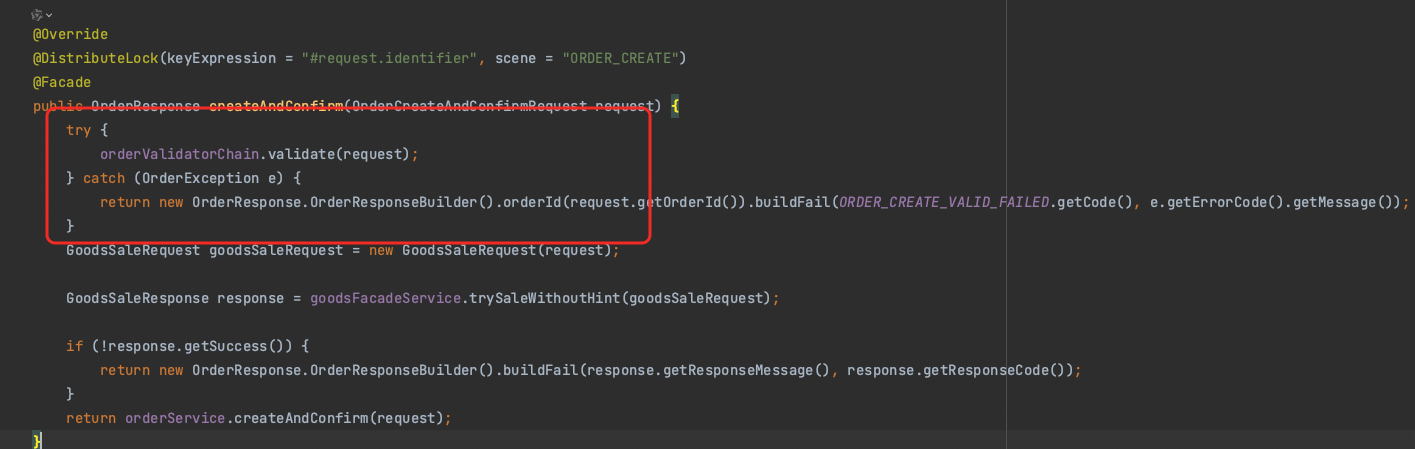 @Override
@DistributeLock(keyExpression = "#request.identifier", scene = "ORDER_CREATE")
@Facade
public OrderResponse createAndConfirm(OrderCreateAndConfirmRequest request) {
try {
orderValidatorChain.validate(request);
} catch (OrderException e) {
return new OrderResponse.OrderResponseBuilder().orderId(request.getOrderId()).buildFail(ORDER_CREATE_VALID_FAILED.getCode(), e.getErrorCode().getMessage());
}
GoodsSaleRequest goodsSaleRequest = new GoodsSaleRequest(request);
GoodsSaleResponse response = goodsFacadeService.trySaleWithoutHint(goodsSaleRequest);
if (!response.getSuccess()) {
return new OrderResponse.OrderResponseBuilder().buildFail(response.getResponseMessage(), response.getResponseCode());
}
return orderService.createAndConfirm(request);
}